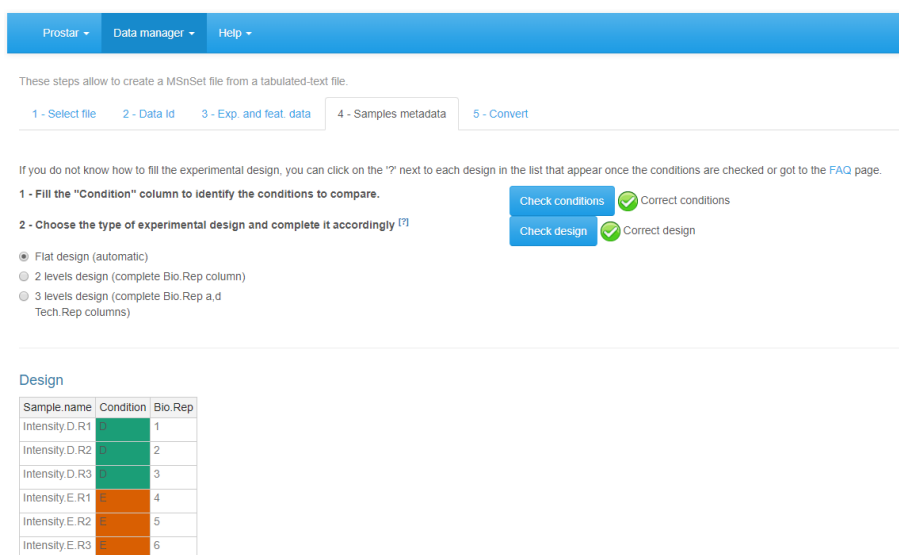 Prostar Data manager Help
These steps allow to create a MSnSet file from a tabulated-text file.
1 - Select file 2 - Data Id 3 - Exp. and feat. data 4 - Samples metadata 5 - Convert
If you do not know how to fill the experimental design, you can click on the '?' next to each design in the list that appear once the conditions are checked or got to the FAQ page.
1 - Fill the "Condition" column to identify the conditions to compare.
Check conditions Correct conditions
2 - Choose the type of experimental design and complete it accordingly [?]
Check design Correct design
Flat design (automatic)
2 levels design (complete Bio.Rep column)
3 levels design (complete Bio.Rep a,d
Tech.Rep columns)
Design
Sample.name Condition Bio.Rep
Intensity.D.R1 D 1
Intensity.D.R2 D 2
Intensity.D.R3 D 3
Intensity.E.R1 E 4
Intensity.E.R2 E 5
Intensity.E.R3 E 6